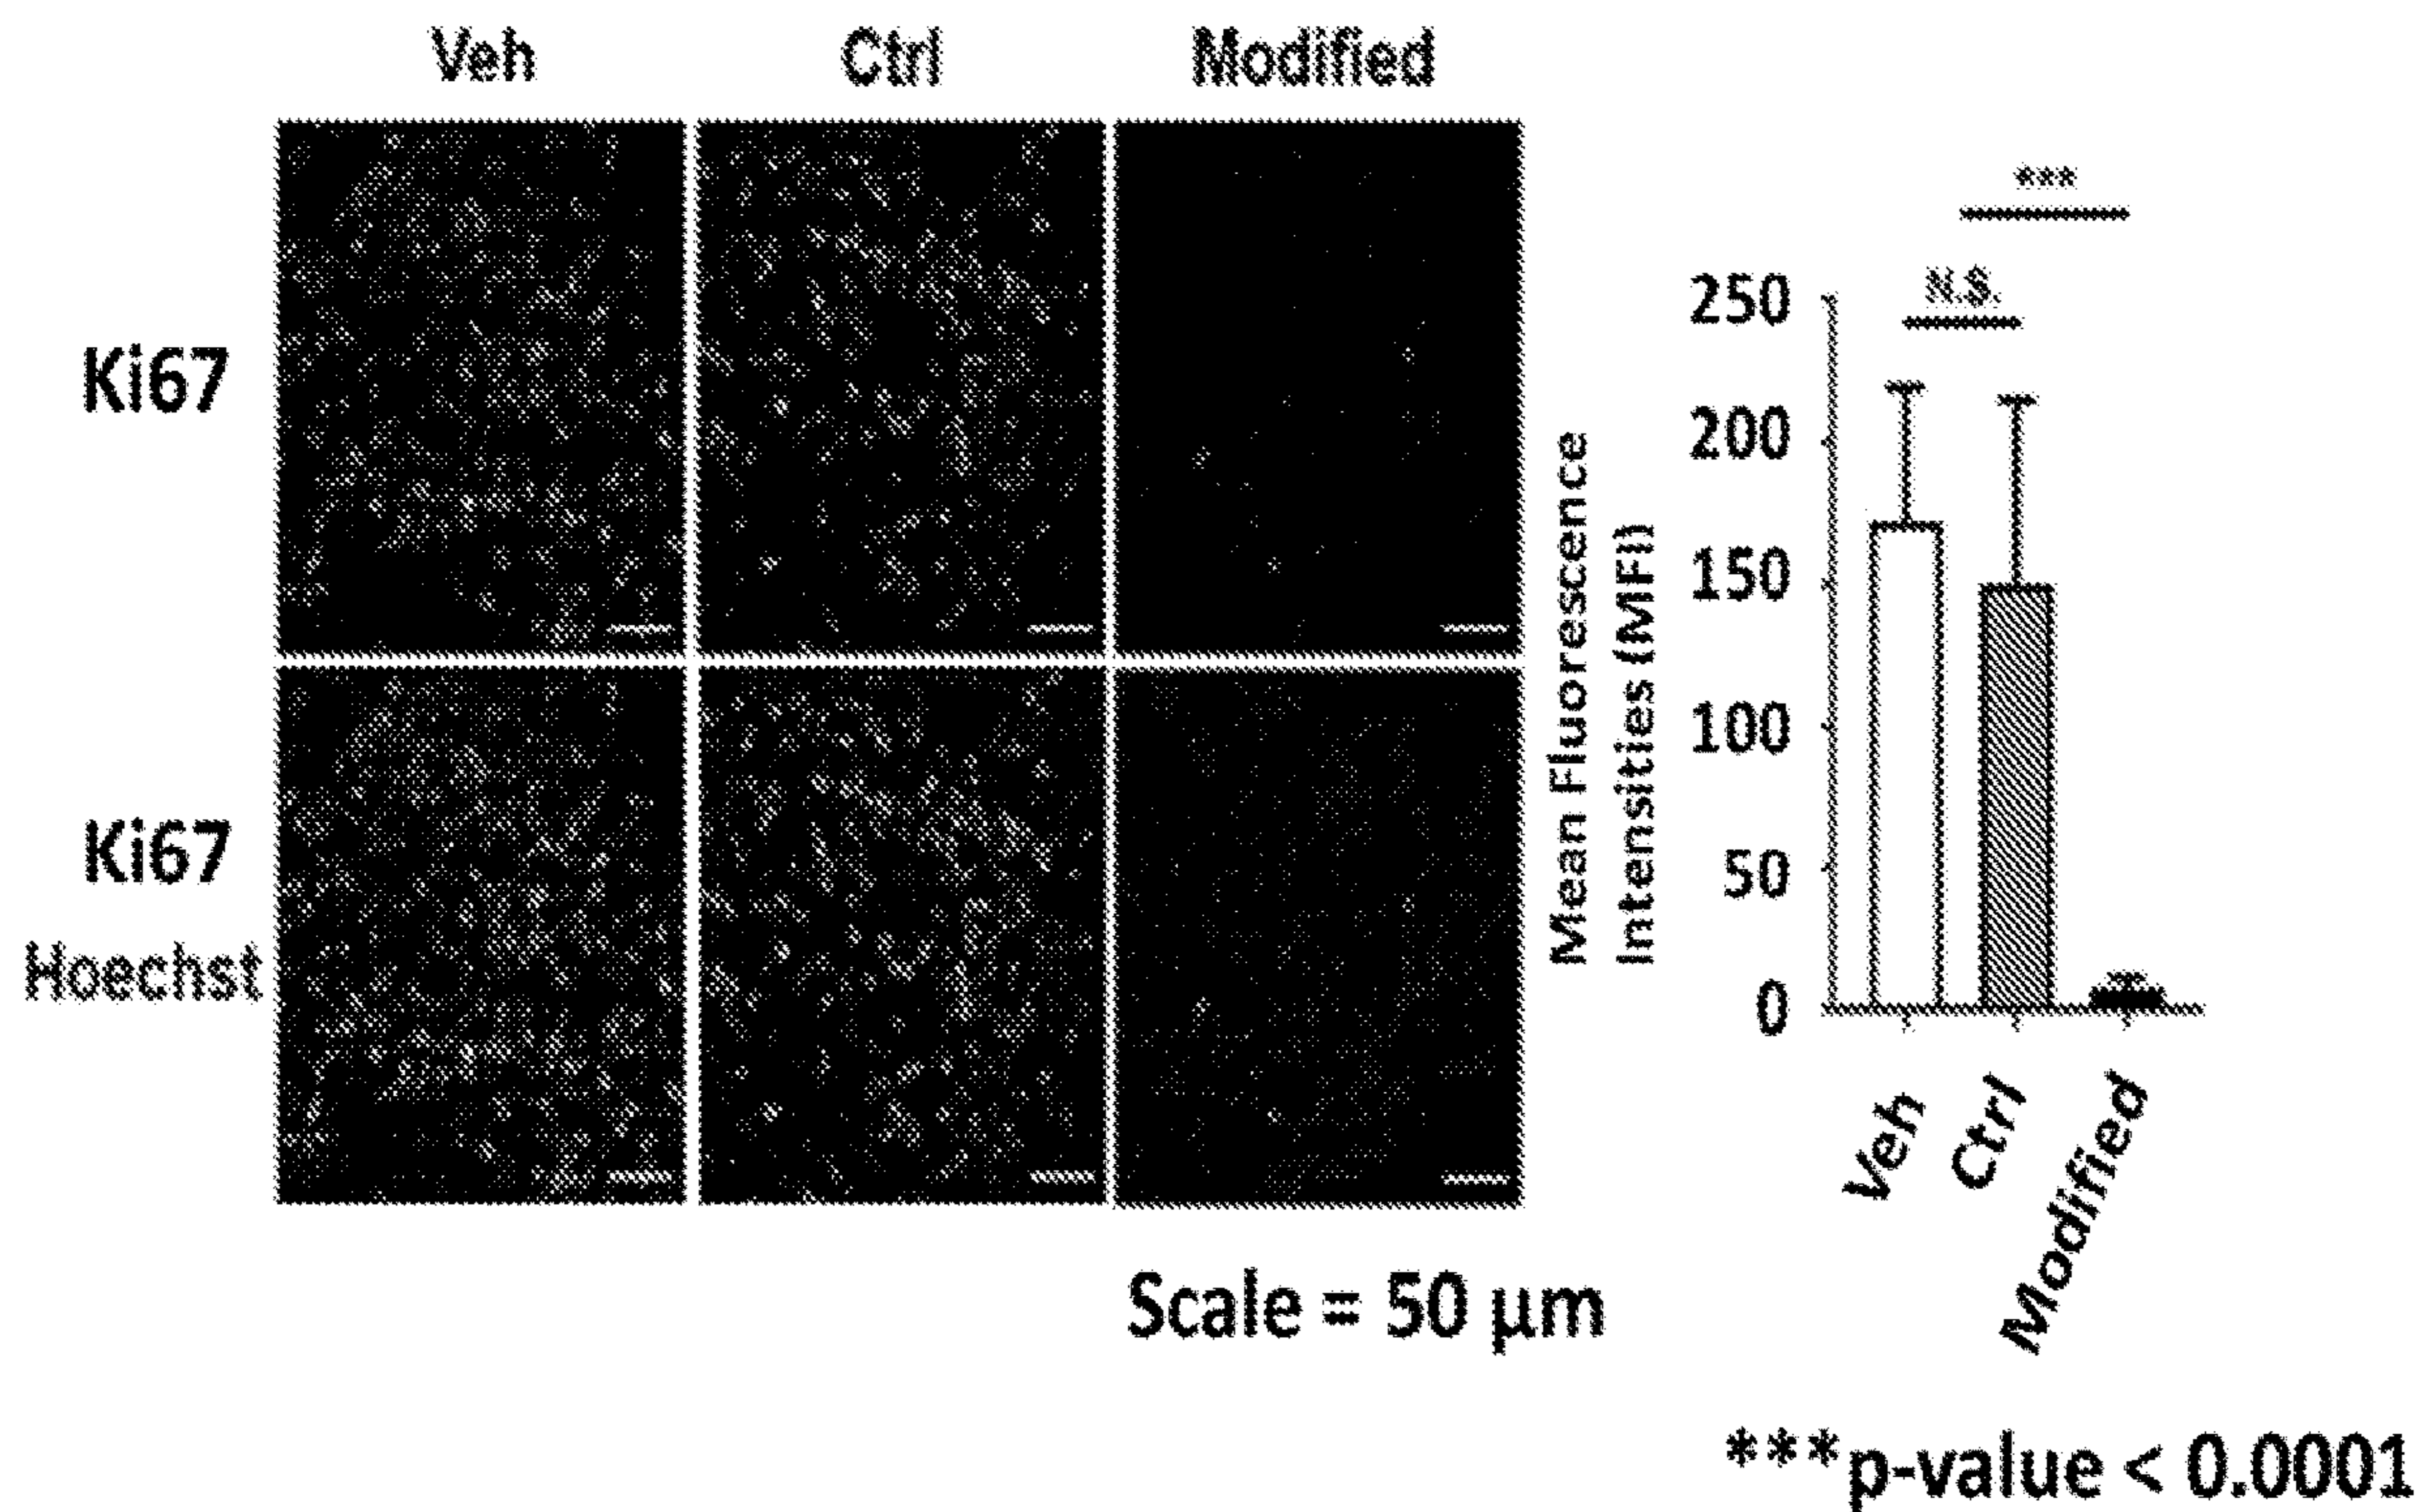 Veh
Ctrl
Modified
Ki67
Ki67
Hoechst
Scale = 50 μm
Mean Fluorescence
Intensities (MFI)
***
N.S.
250
200
150
100
50
0
Veh
Ctrl
Modified
***p-value < 0.0001